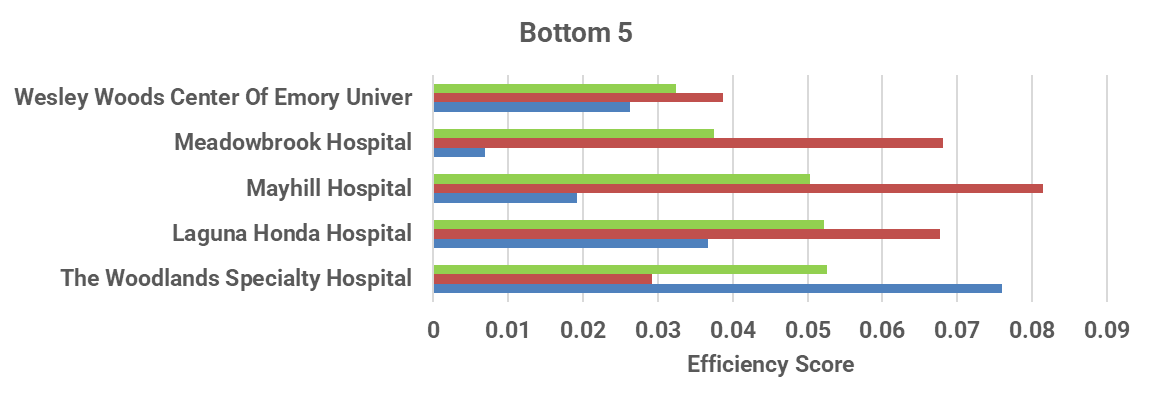 Bottom 5
Wesley Woods Center Of Emory Univer
Meadowbrook Hospital
Mayhill Hospital
Laguna Honda Hospital
The Woodlands Specialty Hospital
0 0.01 0.02 0.03 0.04 0.05 0.06 0.07 0.08 0.09
Efficiency Score